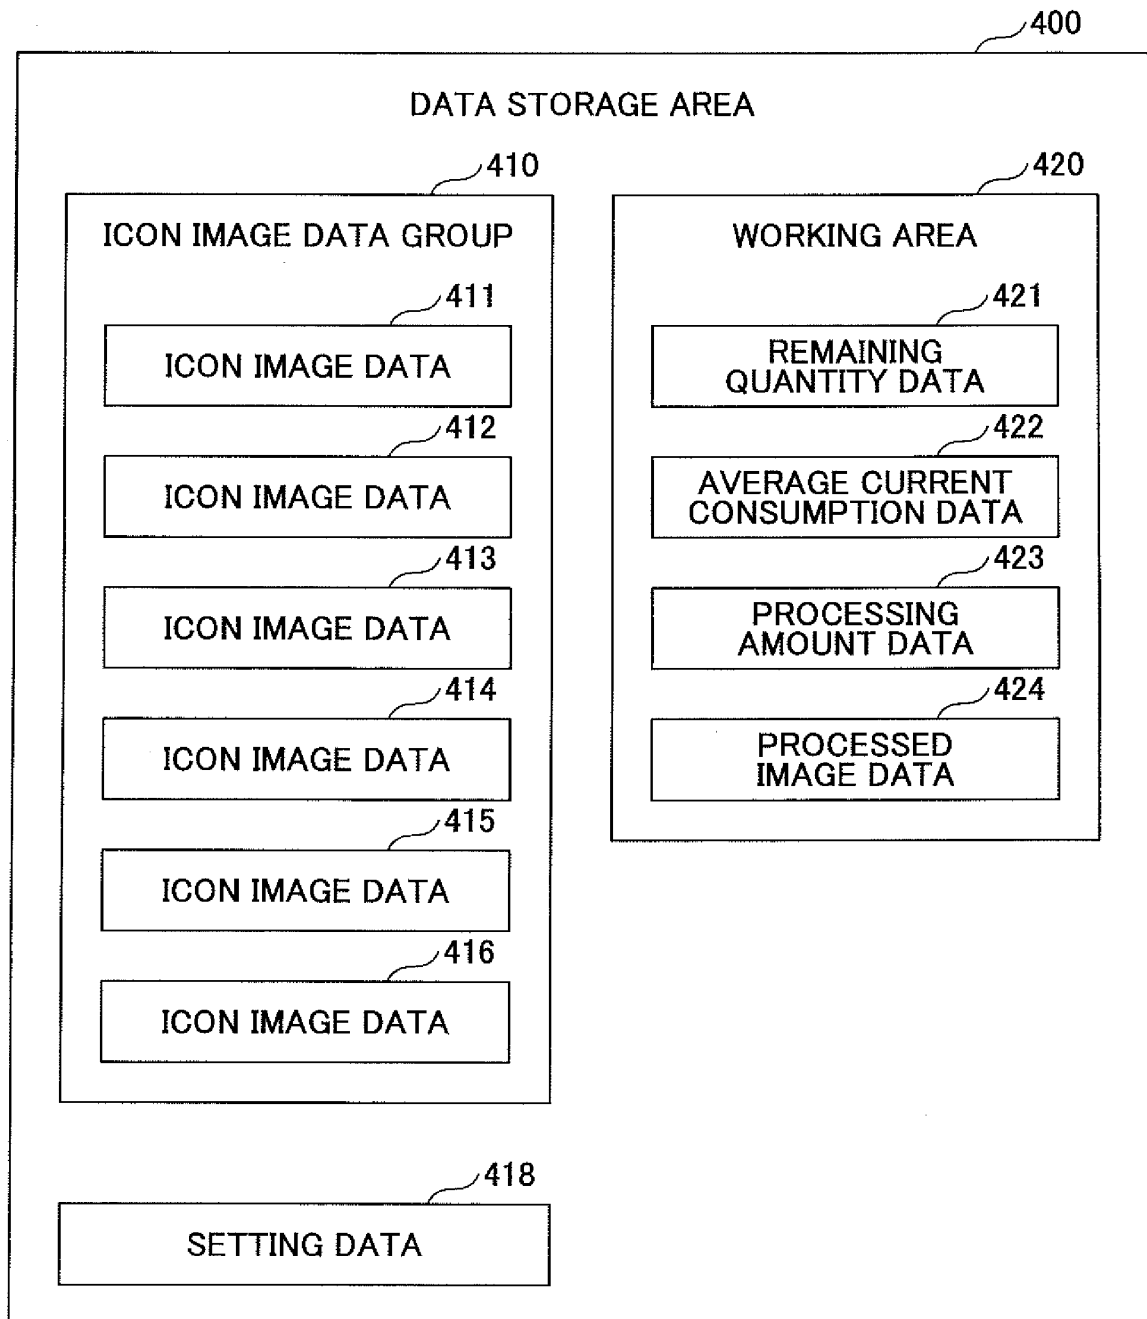 400
DATA STORAGE AREA
410
ICON IMAGE DATA GROUP
411
ICON IMAGE DATA
412
ICON IMAGE DATA
413
ICON IMAGE DATA
414
ICON IMAGE DATA
415
ICON IMAGE DATA
416
ICON IMAGE DATA
420
WORKING AREA
421
REMAINING
QUANTITY DATA
422
AVERAGE CURRENT
CONSUMPTION DATA
423
PROCESSING
AMOUNT DATA
424
PROCESSED
IMAGE DATA
418
SETTING DATA